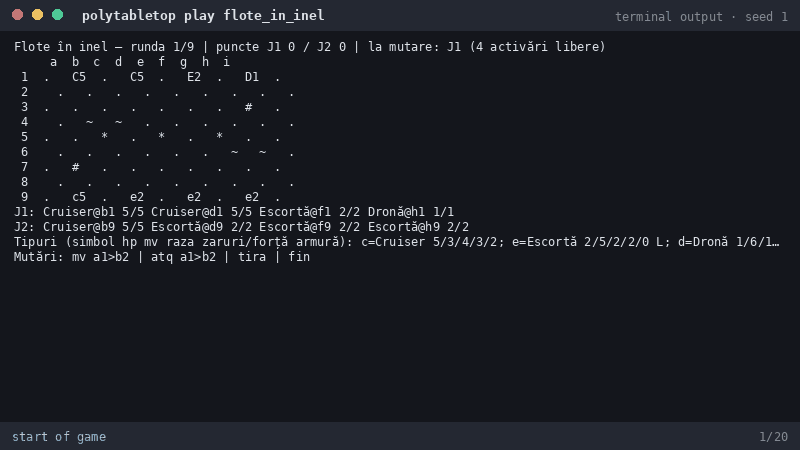 polytabletop play flote_in_inel
terminal output · seed 1
Flote în inel — runda 1/9 | puncte J1 0 / J2 0 | la mutare: J1 (4 activări libere)
a b c d e f g h i
1 . C5 . C5 . E2 . D1 .
2 . . . . . . . . .
3 . . . . . . . # .
4 . ~ ~ . . . . . .
5 . . * . * . * . .
6 . . . . . . ~ ~ .
7 . # . . . . . . .
8 . . . . . . . . .
9 . c5 . e2 . e2 . e2 .
J1: Cruiser@b1 5/5 Cruiser@d1 5/5 Escortă@f1 2/2 Dronă@h1 1/1
J2: Cruiser@b9 5/5 Escortă@d9 2/2 Escortă@f9 2/2 Escortă@h9 2/2
Tipuri (simbol hp mv raza zaruri/forță armură): c=Cruiser 5/3/4/3/2; e=Escortă 2/5/2/2/0 L; d=Dronă 1/6/1…
Mutări: mv a1>b2 | atq a1>b2 | tira | fin
start of game
1/20